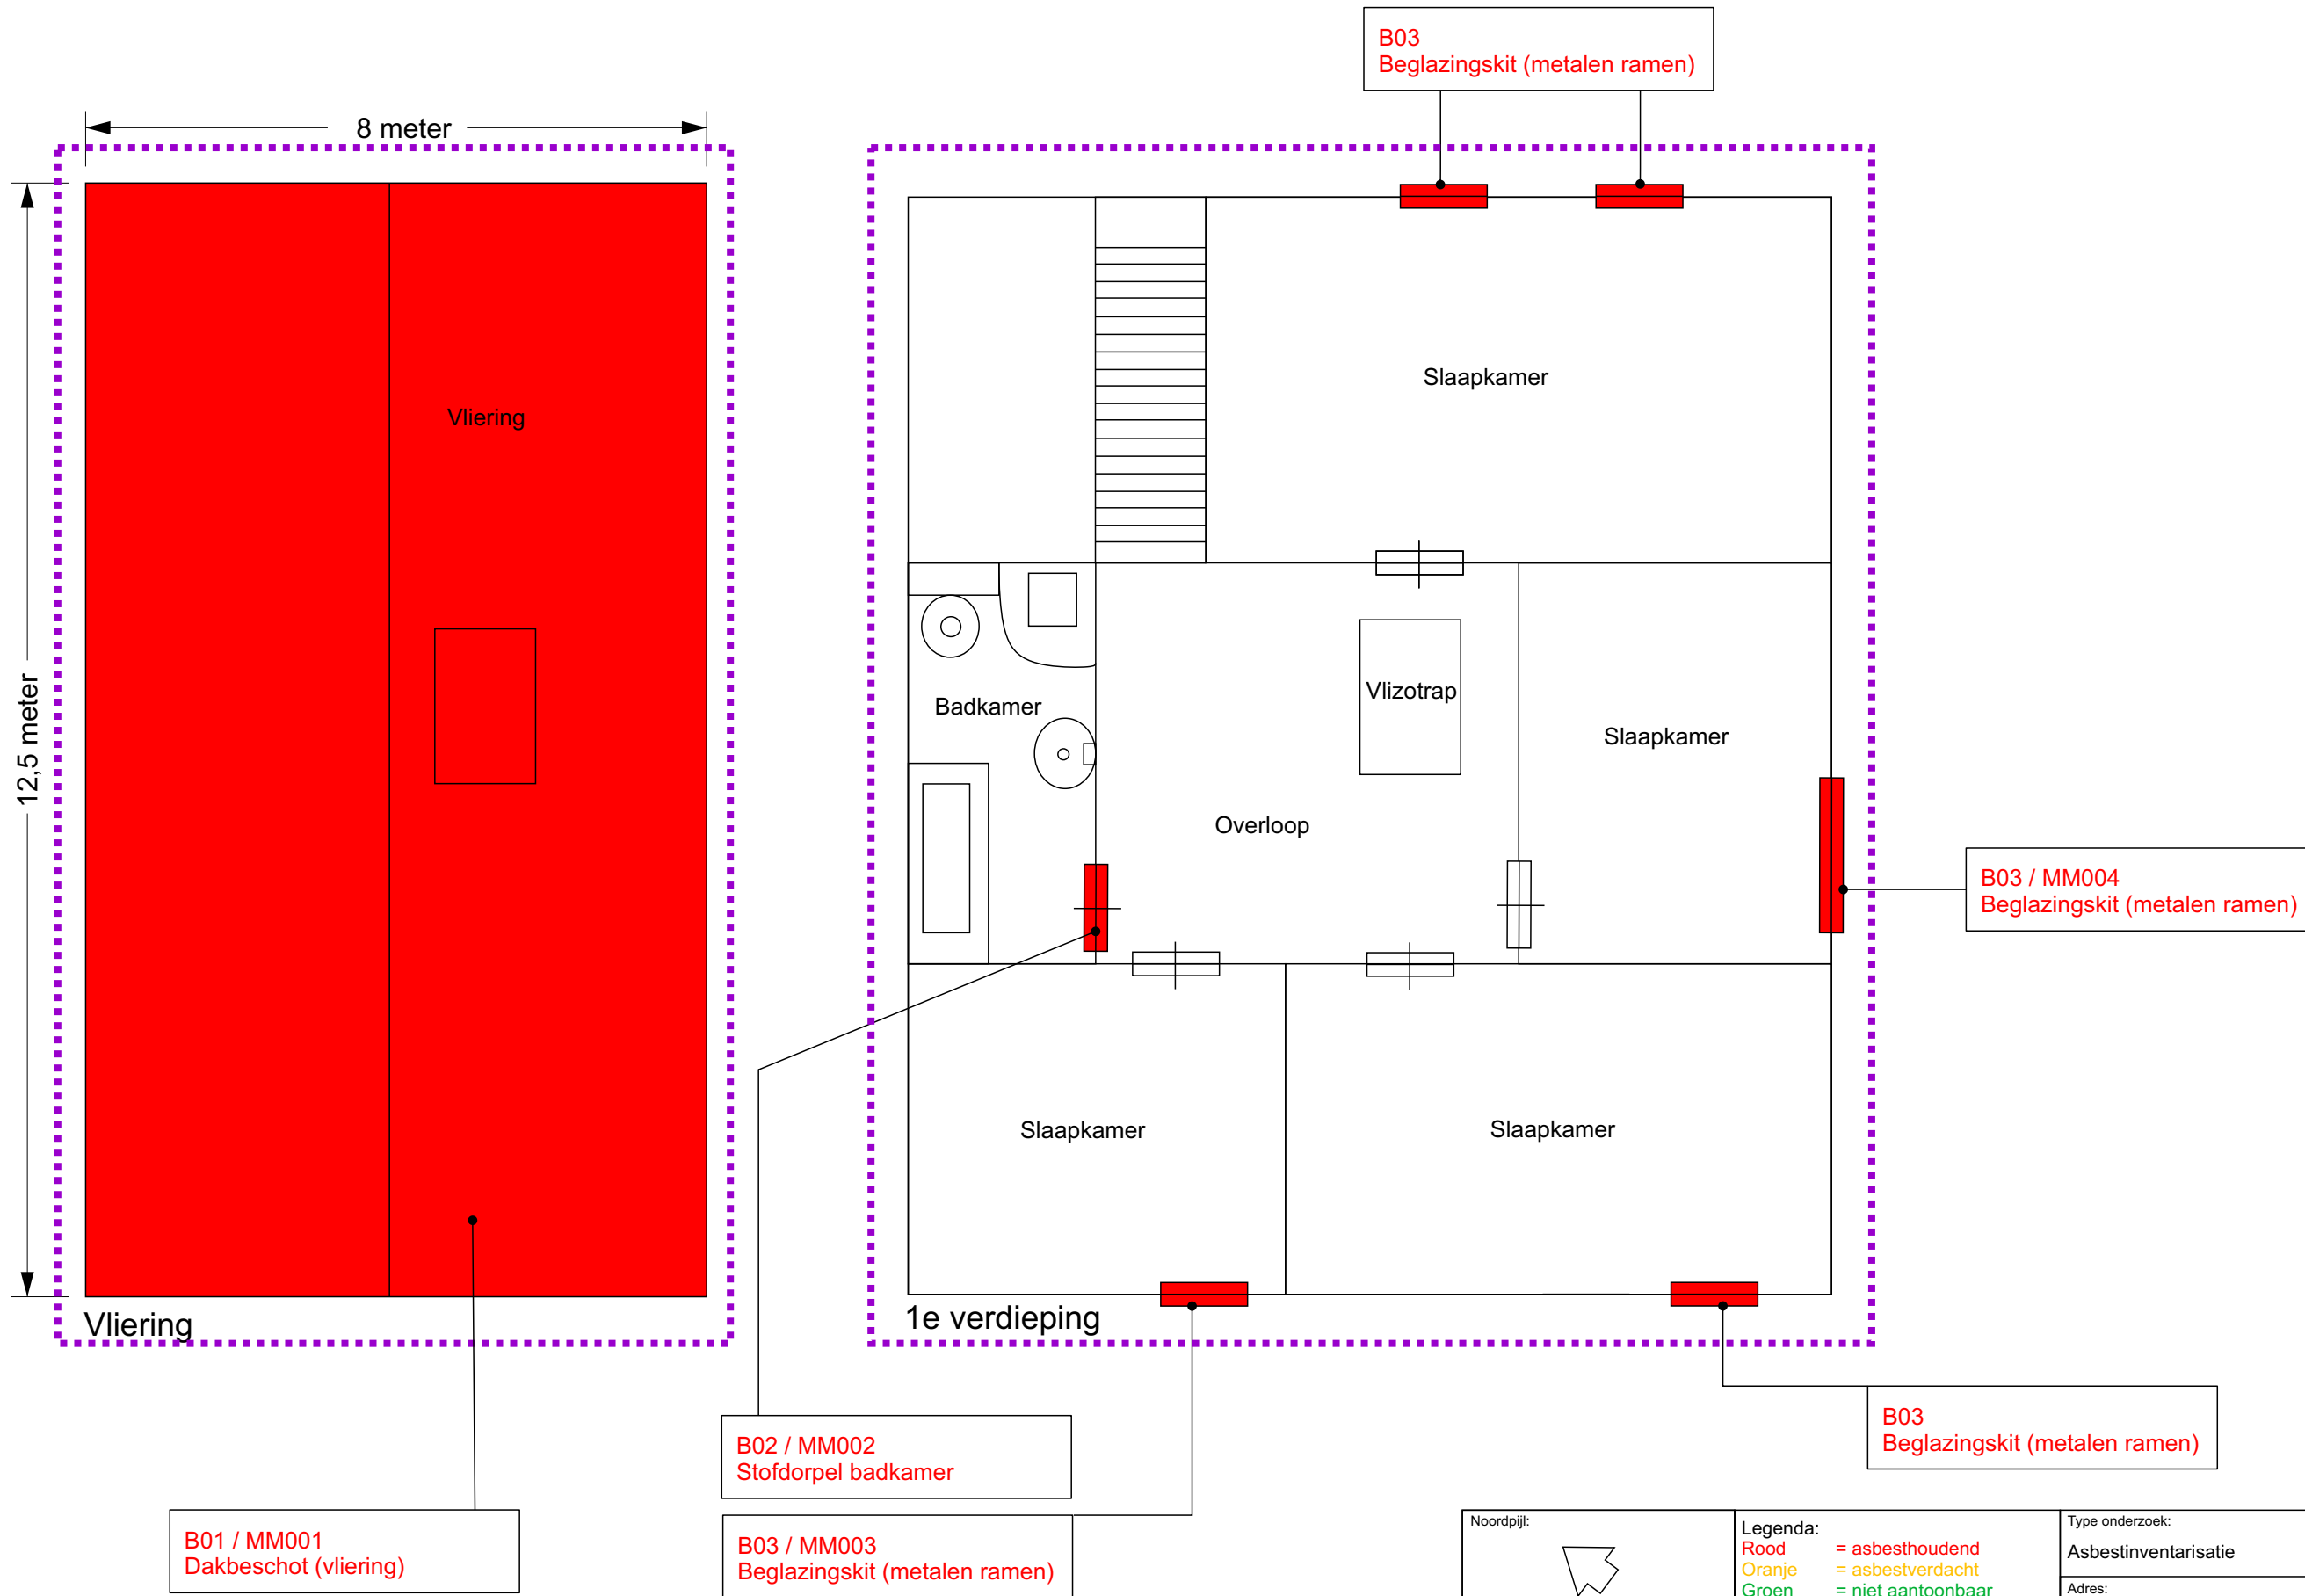 B03
Beglazingskit (metalen ramen)
8 meter
12,5 meter
Vliering
Slaapkamer
Badkamer
Vlizotrap
Slaapkamer
Overloop
B03 / MM004
Beglazingskit (metalen ramen)
Slaapkamer
Slaapkamer
Vliering
1e verdieping
B03
Beglazingskit (metalen ramen)
B02 / MM002
Stofdorpel badkamer
B01 / MM001
Dakbeschot (vliering)
B03 / MM003
Beglazingskit (metalen ramen)
Noordpijl:
Legenda:
Rood = asbesthoudend
Oranje = asbestverdacht
Groen = niet aantoonbaar
Type onderzoek:
Asbestinventarisatie
Adres: